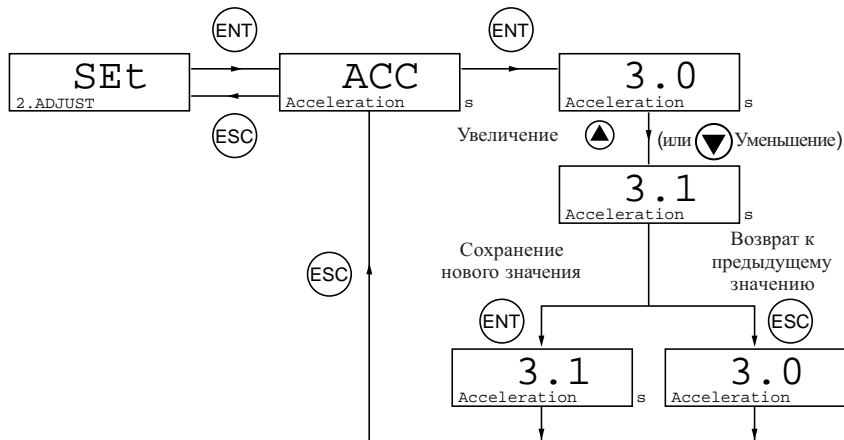 ENT
ENT
SEt
2.ADJUST
ACC
Acceleration
s
3.0
Acceleration
s
ESC
Увеличение
(или
Уменьшение)
3.1
Acceleration
s
Сохранение
нового значения
Возврат к
предыдущему
значению
ESC
ENT
ESC
3.1
Acceleration
s
3.0
Acceleration